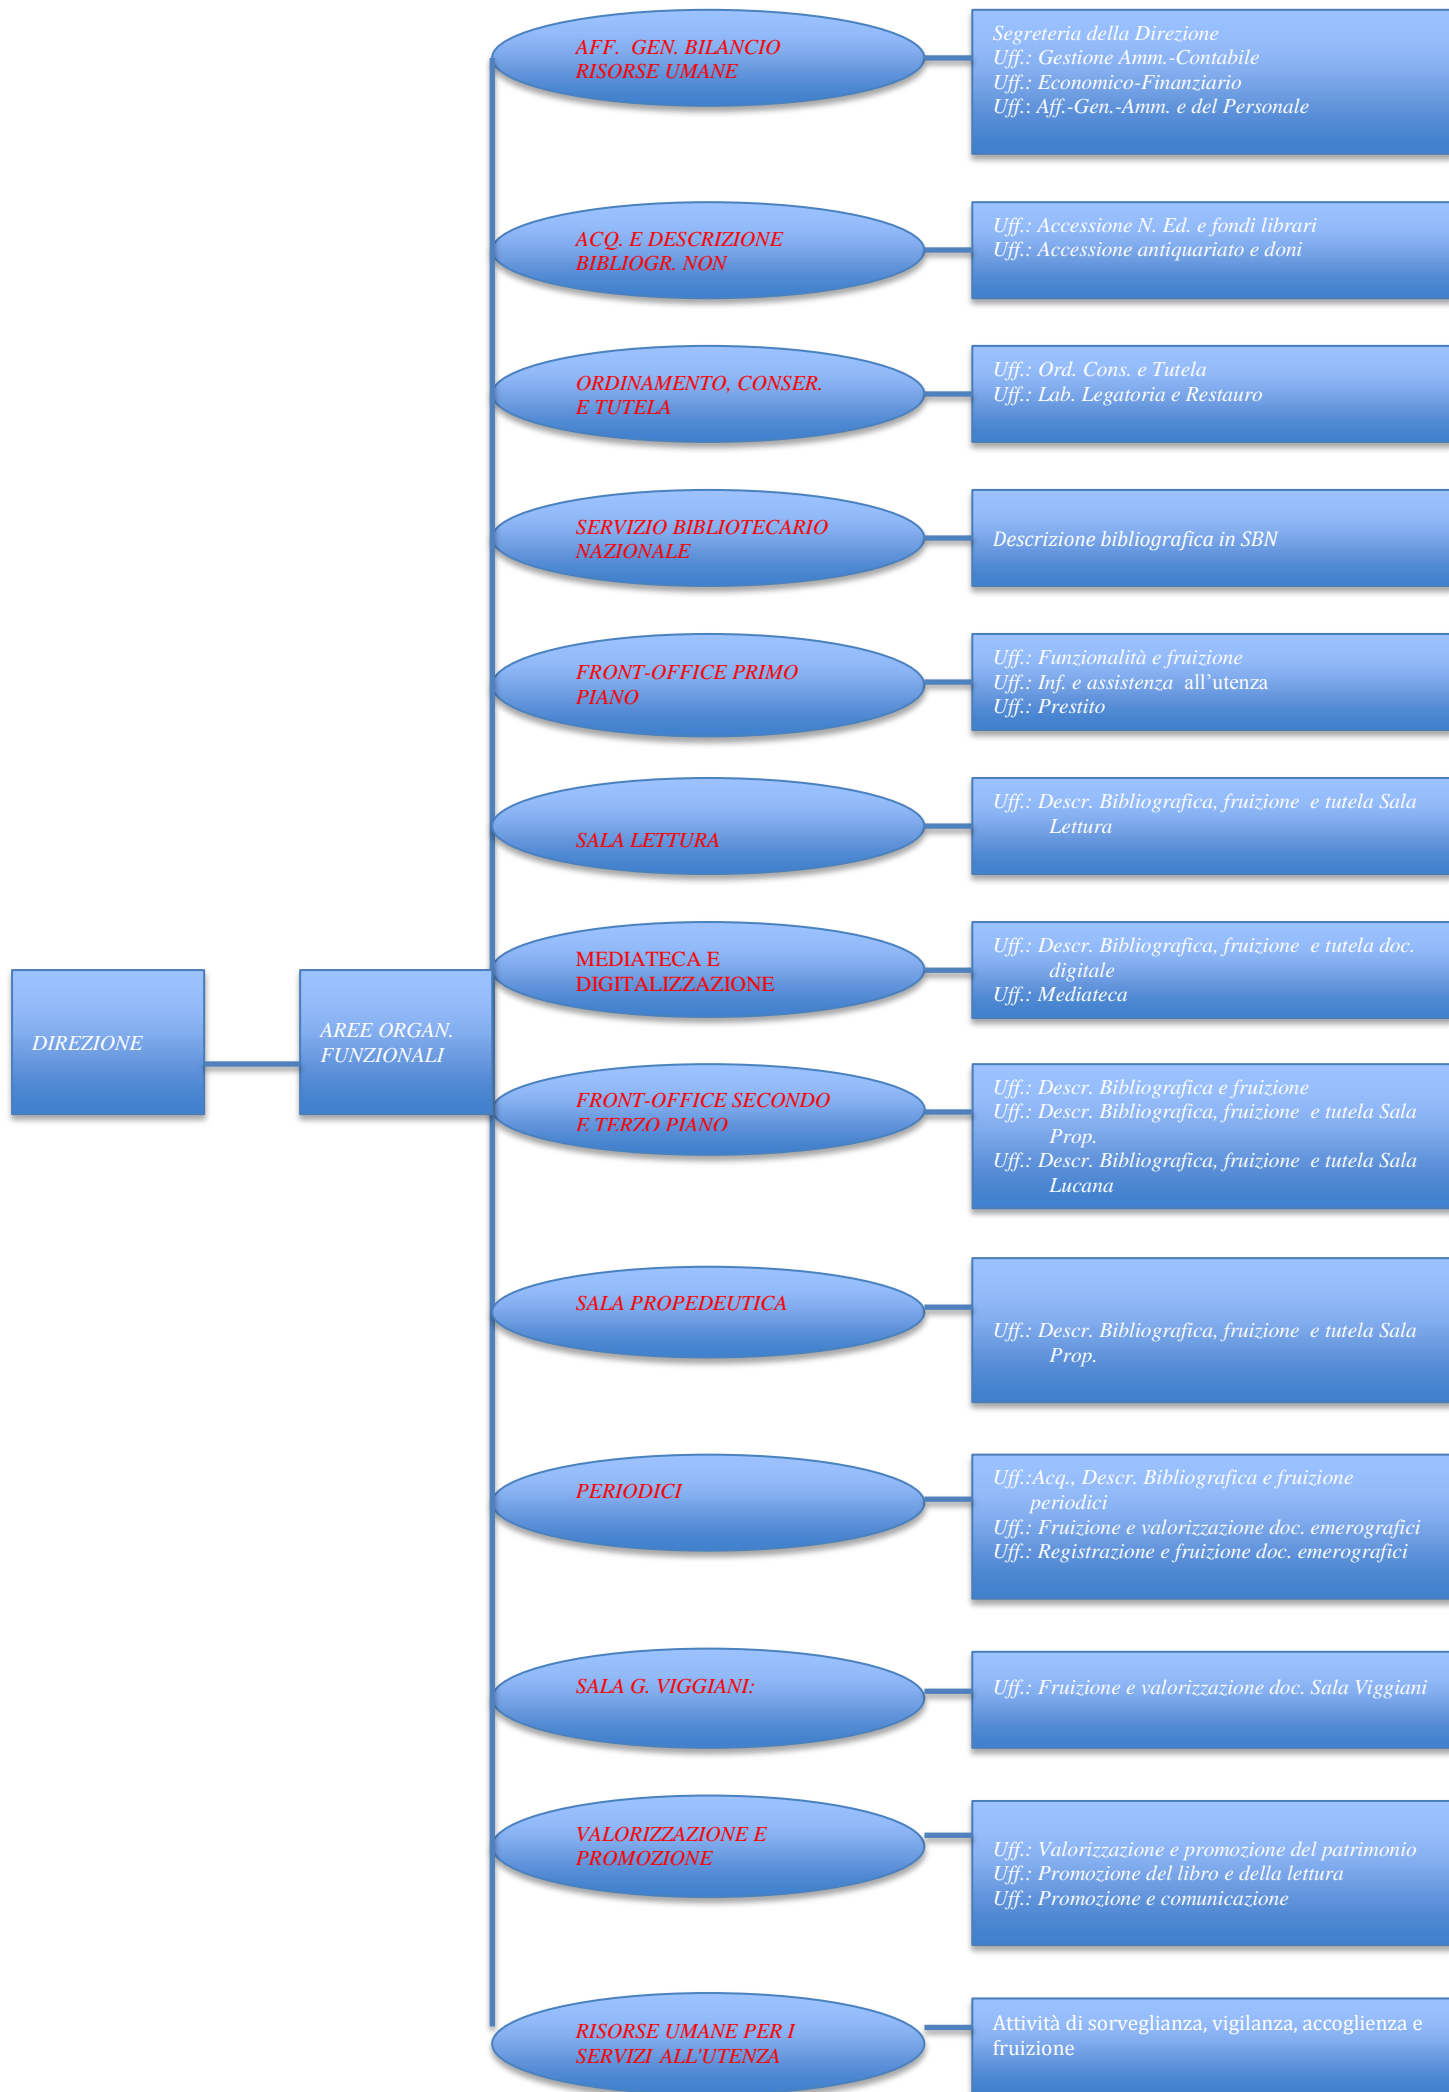 DIREZIONE
AREE ORGAN.
FUNZIONALI
AFF. GEN. BILANCIO
RISORSE UMANE
Segreteria della Direzione
Uff.: Gestione Amm.-Contabile
Uff.: Economico-Finanziario
Uff.: Aff.-Gen.-Amm. e del Personale
ACQ. E DESCRIZIONE
BIBLIOGR. NON
Uff.: Accessione N. Ed. e fondi librari
Uff.: Accessione antiquariato e doni
ORDINAMENTO, CONSER.
E TUTELA
Uff.: Ord. Cons. e Tutela
Uff.: Lab. Legatoria e Restauro
SERVIZIO BIBLIOTECARIO
NAZIONALE
Descrizione bibliografica in SBN
FRONT-OFFICE PRIMO
PIANO
Uff.: Funzionalità e fruizione
Uff.: Inf. e assistenza all’utenza
Uff.: Prestito
SALA LETTURA
Uff.: Descr. Bibliografica, fruizione e tutela Sala
Lettura
MEDIATECA E
DIGITALIZZAZIONE
Uff.: Descr. Bibliografica, fruizione e tutela doc.
digitale
Uff.: Mediateca
FRONT-OFFICE SECONDO
E TERZO PIANO
Uff.: Descr. Bibliografica e fruizione
Uff.: Descr. Bibliografica, fruizione e tutela Sala
Prop.
Uff.: Descr. Bibliografica, fruizione e tutela Sala
Lucana
SALA PROPEDEUTICA
Uff.: Descr. Bibliografica, fruizione e tutela Sala
Prop.
PERIODICI
Uff.:Acq., Descr. Bibliografica e fruizione
periodici
Uff.: Fruizione e valorizzazione doc. emerografici
Uff.: Registrazione e fruizione doc. emerografici
SALA G. VIGGIANI:
Uff.: Fruizione e valorizzazione doc. Sala Viggiani
VALORIZZAZIONE E
PROMOZIONE
Uff.: Valorizzazione e promozione del patrimonio
Uff.: Promozione del libro e della lettura
Uff.: Promozione e comunicazione
RISORSE UMANE PER I
SERVIZI ALL'UTENZA
Attività di sorveglianza, vigilanza, accoglienza e
fruizione